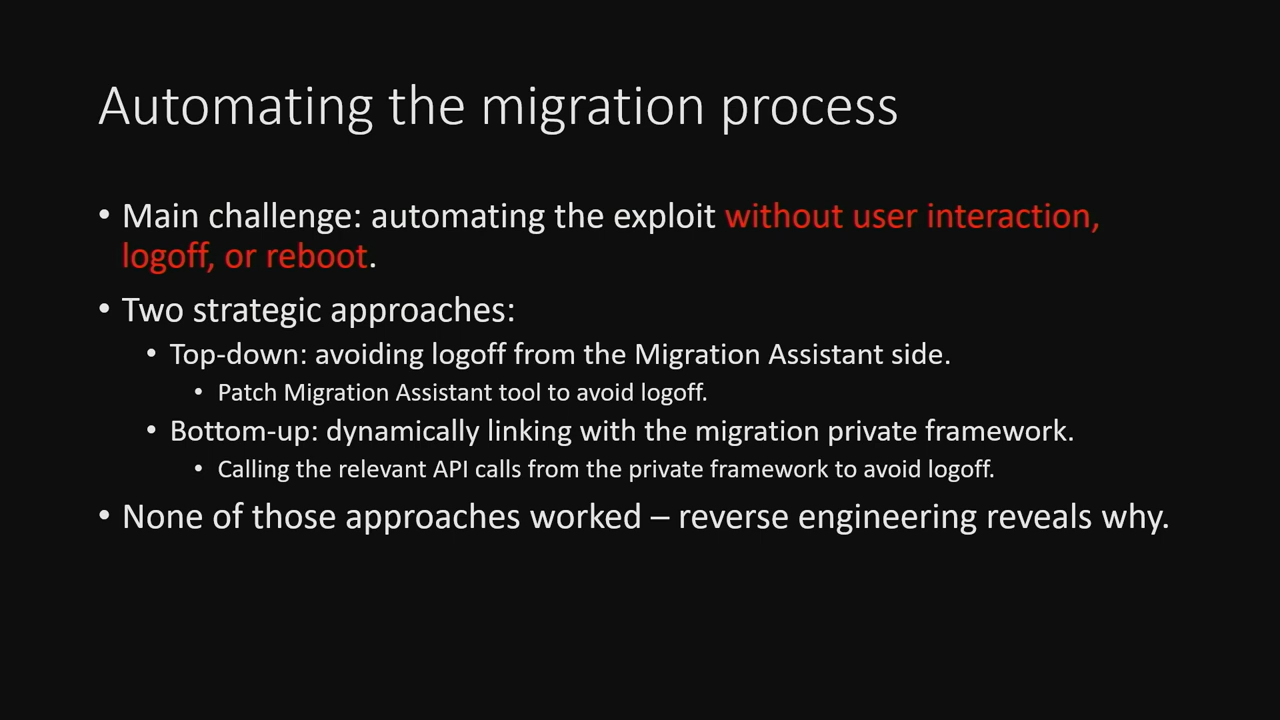 Automating the migration process
• Main challenge: automating the exploit without user interaction,
logoff, or reboot.
• Two strategic approaches:
• Top-down: avoiding logoff from the Migration Assistant side.
• Patch Migration Assistant tool to avoid logoff.
• Bottom-up: dynamically linking with the migration private framework.
• Calling the relevant API calls from the private framework to avoid logoff.
• None of those approaches worked – reverse engineering reveals why.